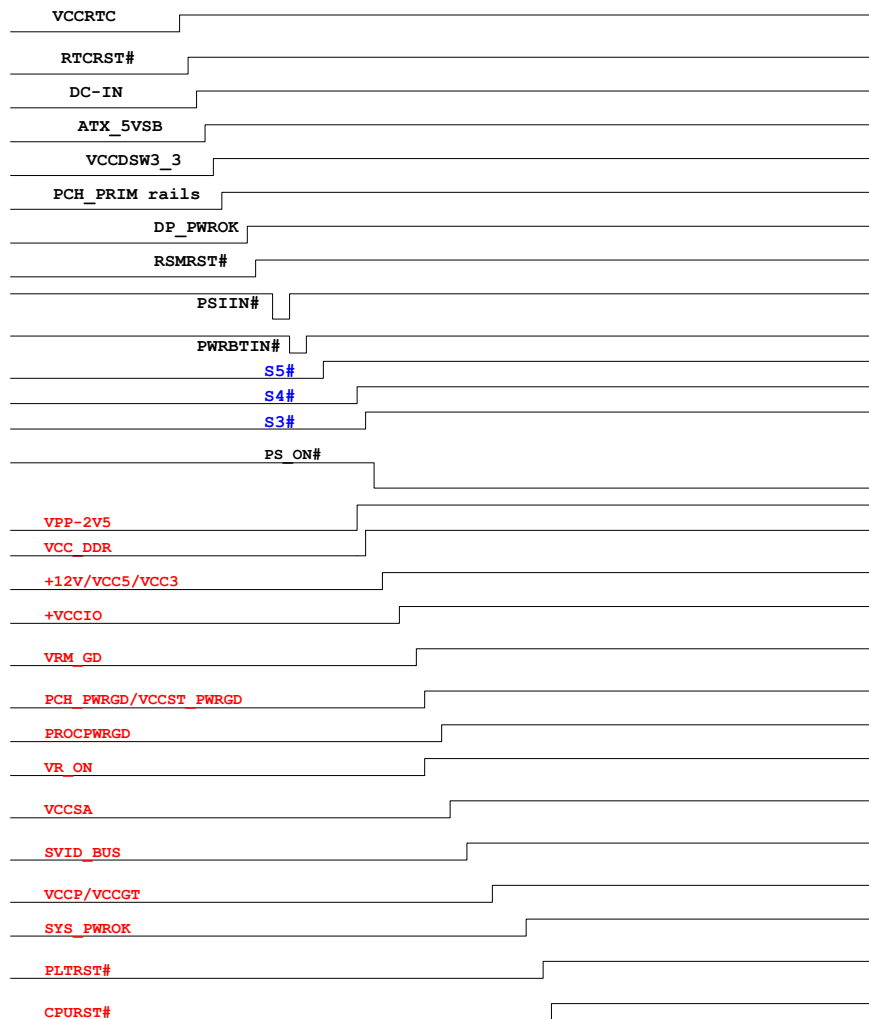 VCCRTC
RTCRST#
DC-IN
ATX_5VSB
VCCDSW3_3
PCH_PRIM rails
DP_PWROK
RSMRST#
PSIIN#
PWRBTIN#
S5#
S4#
S3#
PS_ON#
VPP-2V5
VCC_DDR
+12V/VCC5/VCC3
+VCCIO
VRM_GD
PCH_PWRGD/VCCST_PWRGD
PROCPWRGD
VR_ON
VCCSA
SVID_BUS
VCCP/VCCGT
SYS_PWROK
PLTRST#
CPURST#